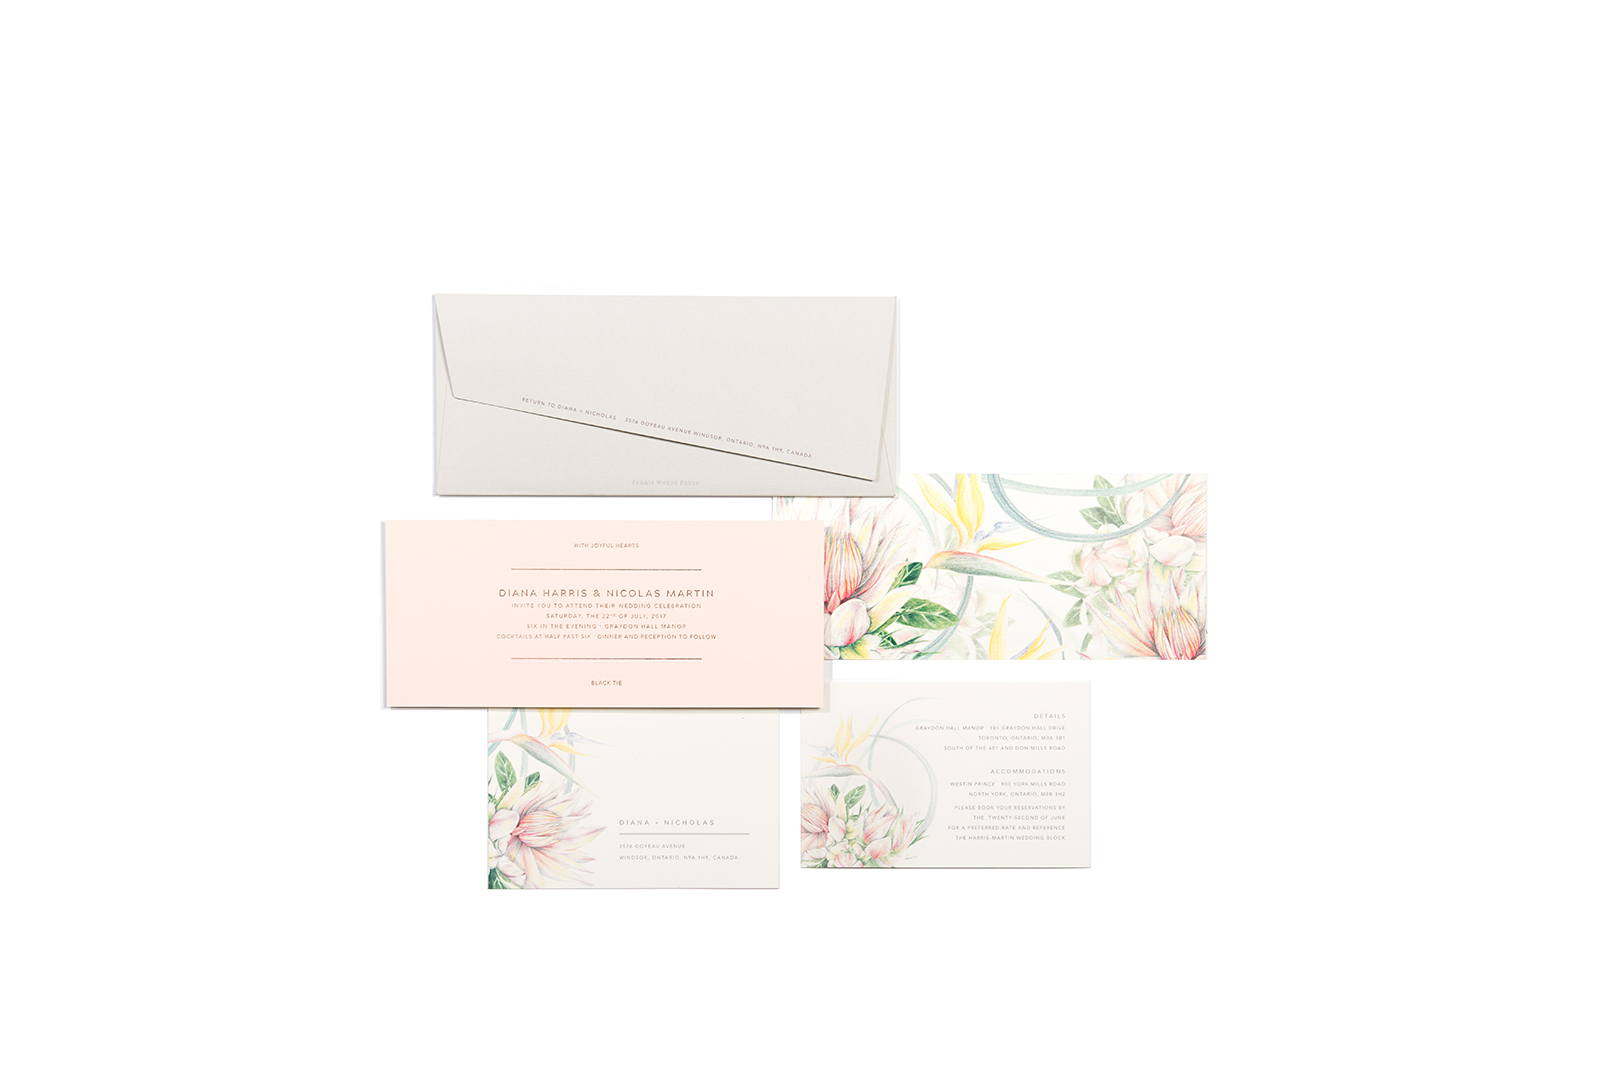 RETURN TO DIANA + NICHOLAS · 3576 GOYEAU AVENUE WINDSOR, ONTARIO, N9A 1H9, CANADA
WITH JOYFUL HEARTS
DIANA HARRIS & NICOLAS MARTIN
INVITE YOU TO ATTEND THEIR WEDDING CELEBRATION
SATURDAY, THE 22ND OF JULY, 2017
SIX IN THE EVENING · GRAYDON HALL MANOR
COCKTAILS AT HALF PAST SIX · DINNER AND RECEPTION TO FOLLOW
BLACK TIE
DIANA + NICHOLAS
3576 GOYEAU AVENUE
WINDSOR, ONTARIO, N9A 1H9, CANADA
DETAILS
GRAYDON HALL MANOR · 185 GRAYDON HALL DRIVE
TORONTO, ONTARIO, M3A 3B1
SOUTH OF THE 401 AND DON MILLS ROAD
ACCOMMODATIONS
WESTIN PRINCE · 900 YORK MILLS ROAD
NORTH YORK, ONTARIO, M3B 3H2
PLEASE BOOK YOUR RESERVATIONS BY
THE TWENTY-SECOND OF JUNE
FOR A PREFERRED RATE AND REFERENCE
THE HARRIS-MARTIN WEDDING BLOCK